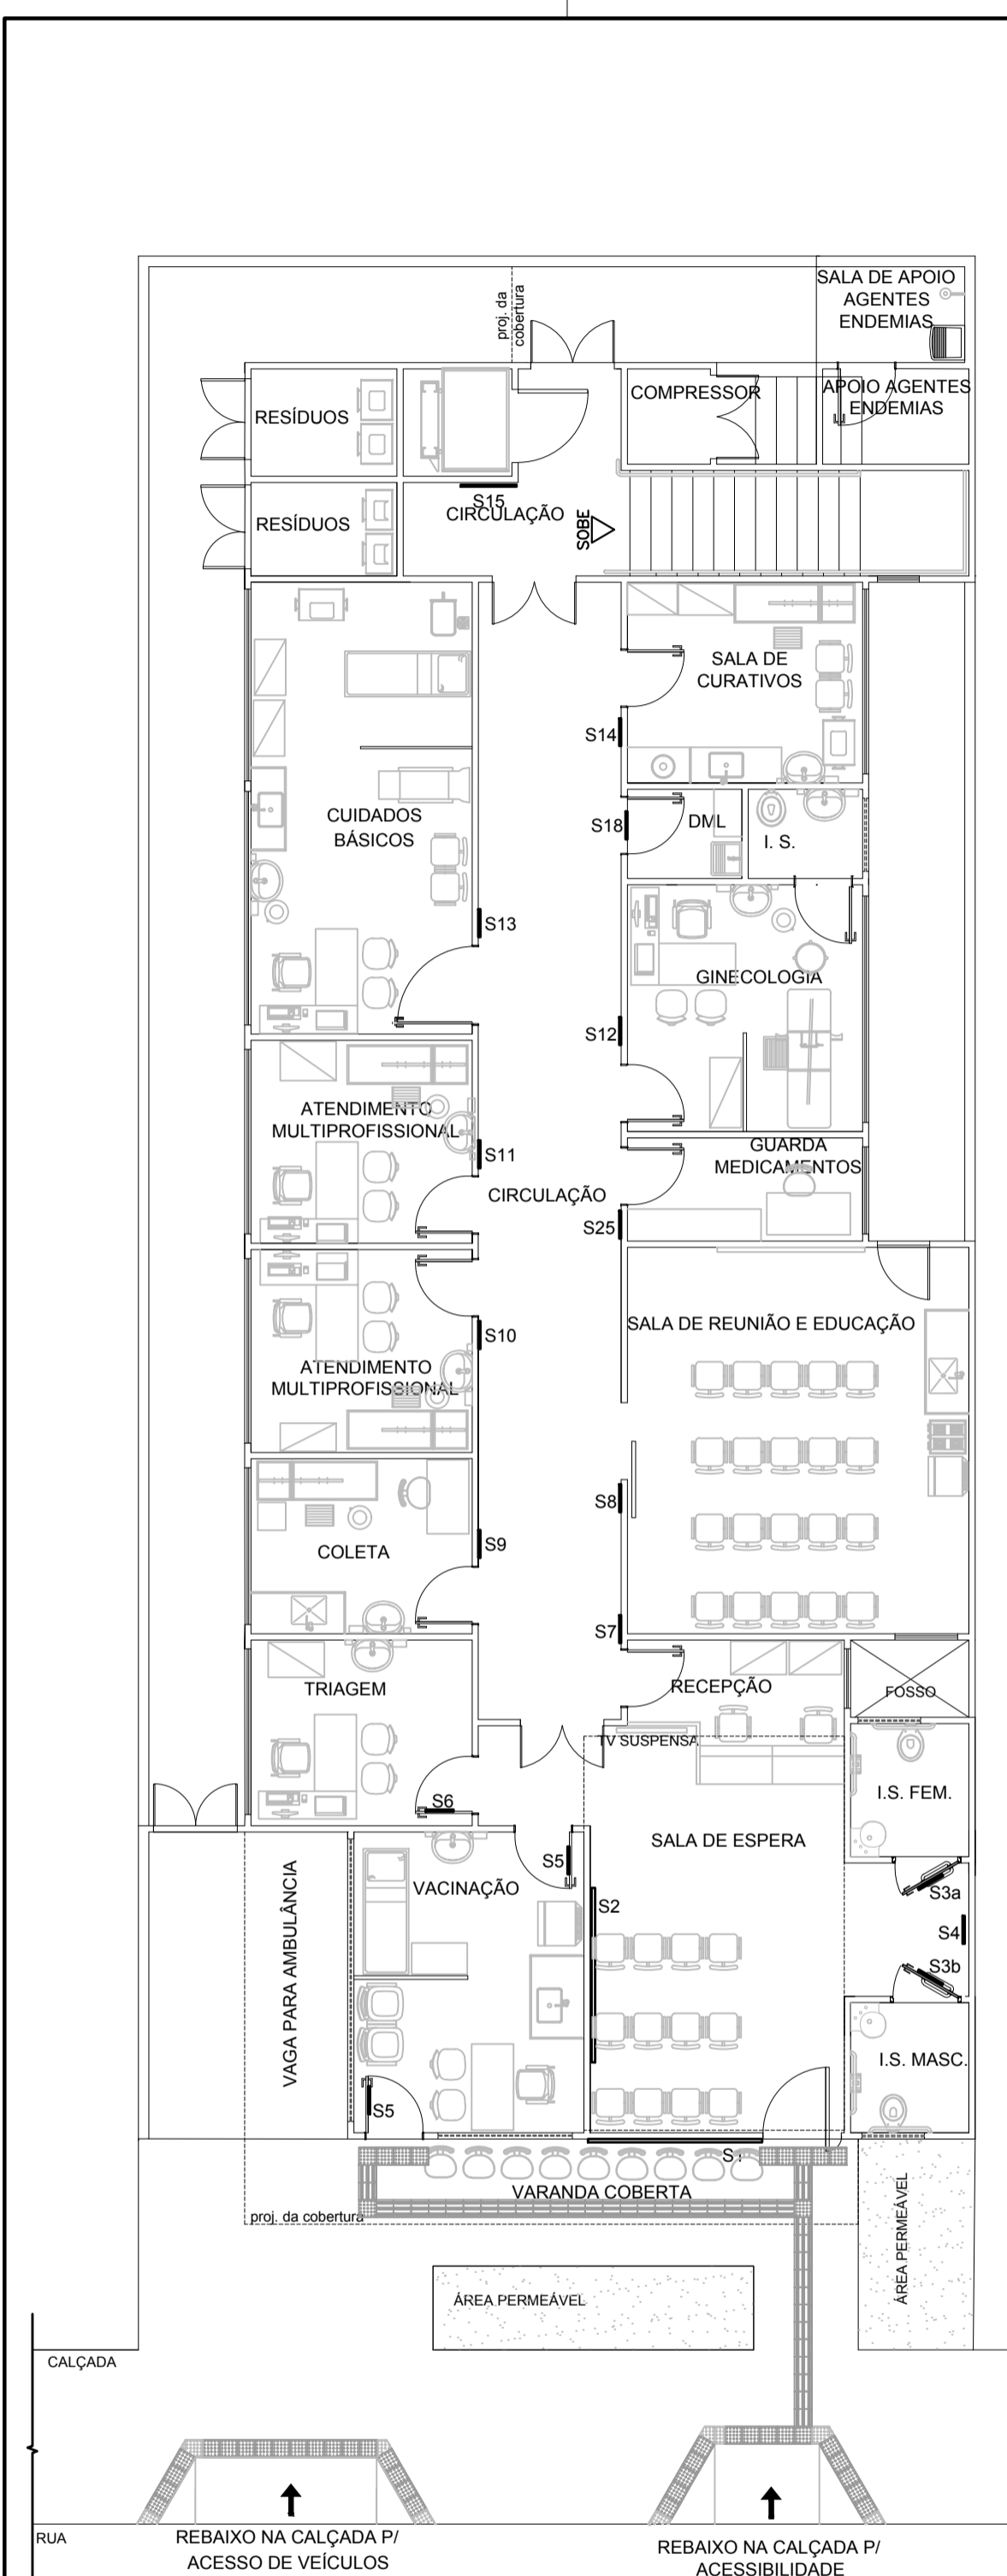 SALA DE APOIO
AGENTES
ENDEMIAS
proj. da
cobertura
RESÍDUOS
COMPRESSOR
APOIO AGENTES
ENDEMIAS
S15
CIRCULAÇÃO
SOBE
RESÍDUOS
SALA DE
CURATIVOS
S14
CUIDADOS
BÁSICOS
S18
DML
I. S.
S13
GINECOLOGIA
S12
ATENDIMENTO
MULTIPROFISSIONAL
S11
GUARDA
MEDICAMENTOS
CIRCULAÇÃO
S25
SALA DE REUNIÃO E EDUCAÇÃO
S10
ATENDIMENTO
MULTIPROFISSIONAL
S8
S9
COLETA
S7
TRIAGEM
RECEPÇÃO
FOSSO
TV SUSPENSA
I.S. FEM.
S6
SALA DE ESPERA
S5
VACINAÇÃO
S3a
S2
S4
VAGA PARA AMBULÂNCIA
S3b
I.S. MASC.
S5
VARANDA COBERTA
proj. da cobertura
ÁREA PERMEÁVEL
ÁREA PERMEÁVEL
CALÇADA
RUA
REBAIXO NA CALÇADA P/
ACESSO DE VEÍCULOS
REBAIXO NA CALÇADA P/
ACESSIBILIDADE